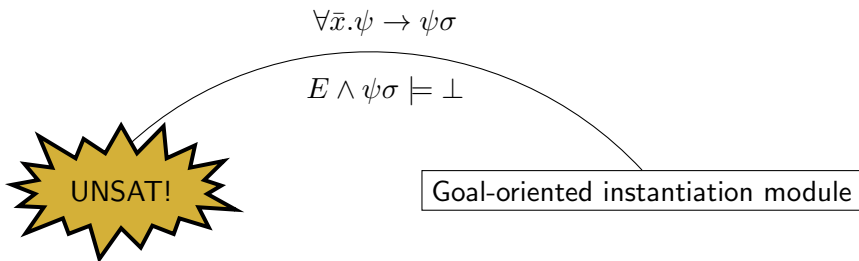 ∀x̄.ψ → ψσ
E ∧ ψσ ⊨ ⊥
UNSAT!
Goal-oriented instantiation module